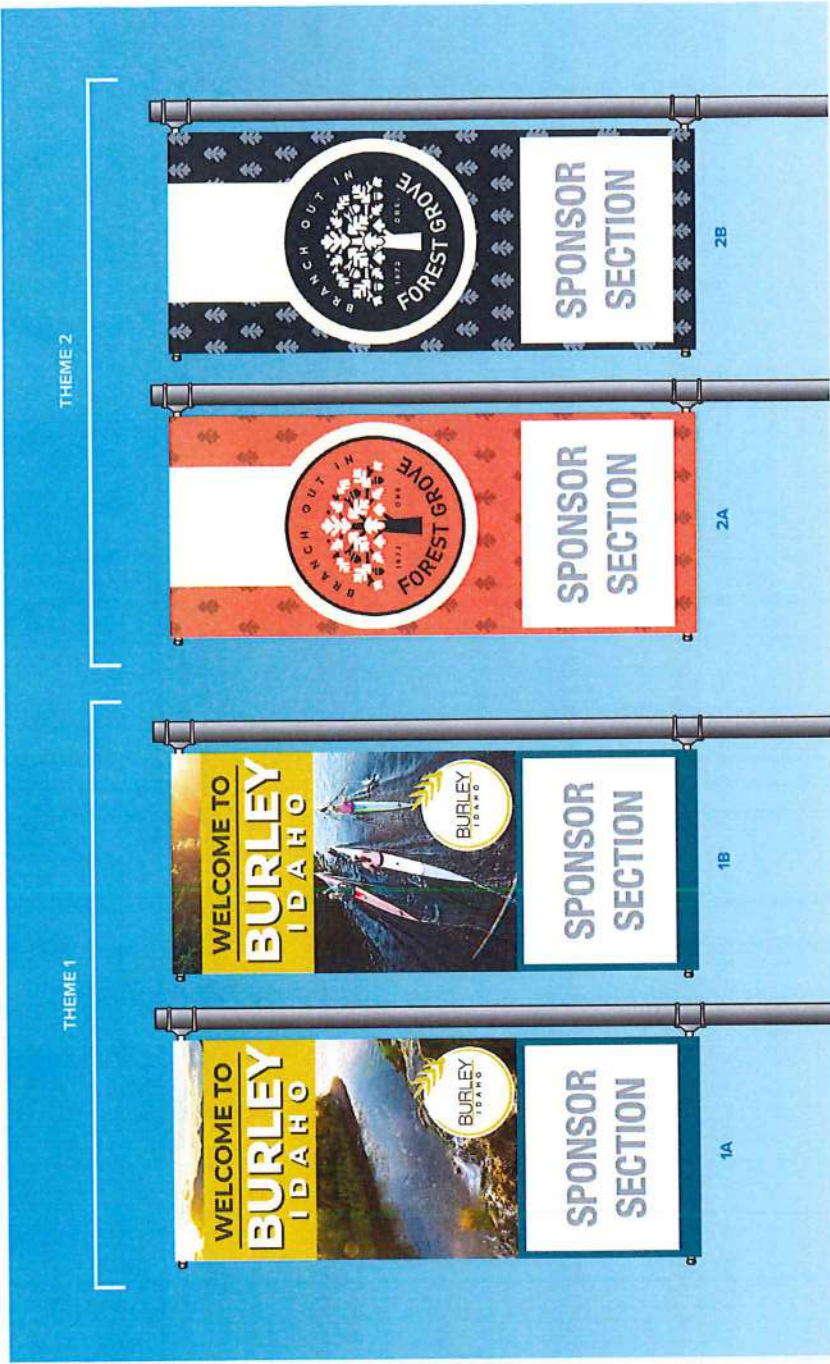 THEME 1
THEME 2
WELCOME TO
BURLEY
IDAHO
BURLEY
IDAHO
SPONSOR
SECTION
1A
WELCOME TO
BURLEY
IDAHO
BURLEY
IDAHO
SPONSOR
SECTION
1B
BRANCH OUT IN
1872 ORE.
FOREST GROVE
SPONSOR
SECTION
2A
BRANCH OUT IN
1872 ORE.
FOREST GROVE
SPONSOR
SECTION
2B